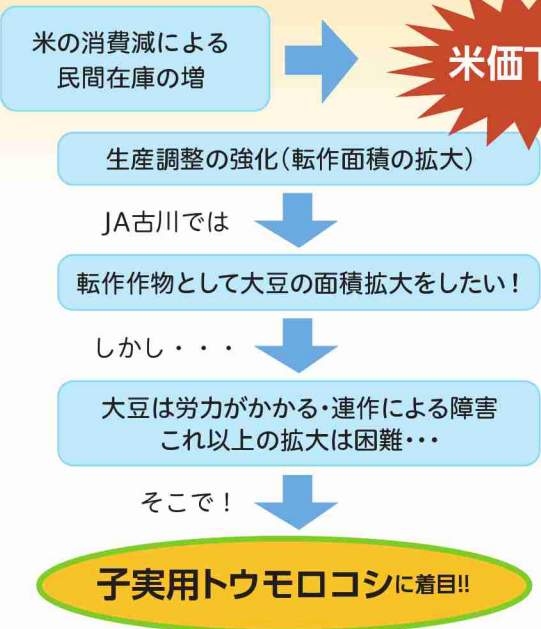 米の消費減による
民間在庫の増
米価
生産調整の強化(転作面積の拡大)
JA古川では
転作作物として大豆の面積拡大をしたい!
しかし・・・
大豆は労力がかかる・連作による障害
これ以上の拡大は困難・・・
そこで!
子実用トウモロコシに着目!!